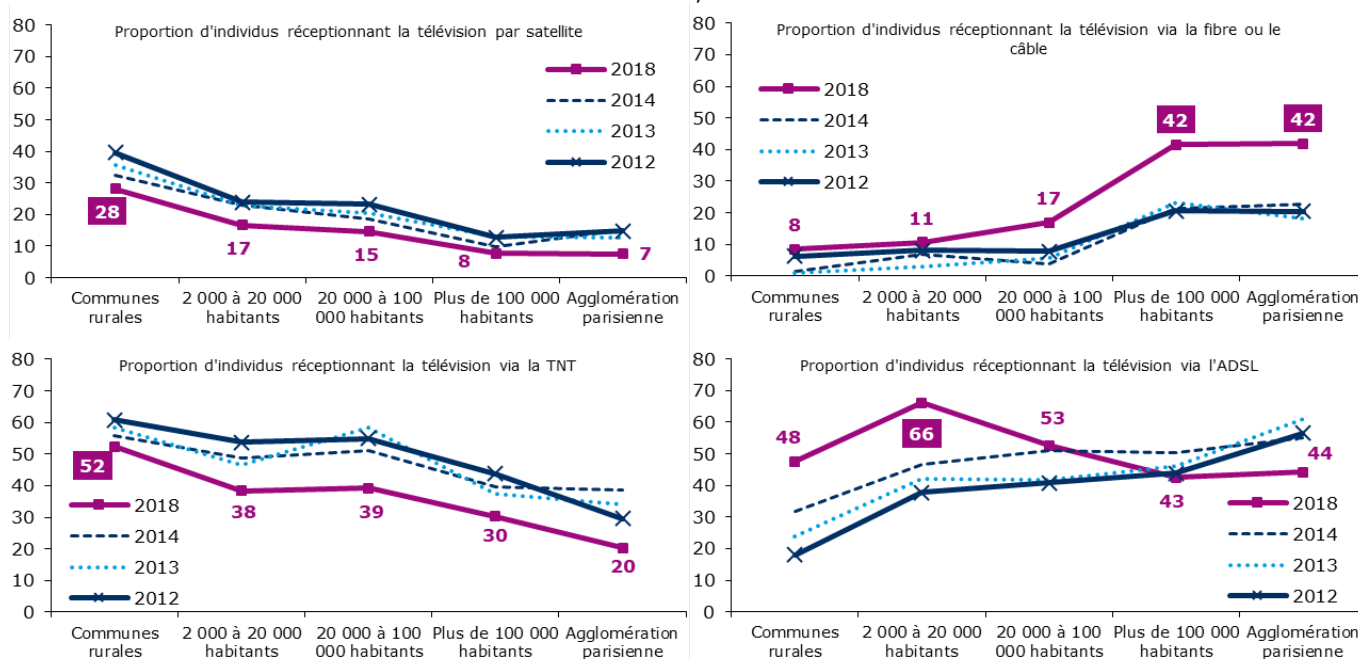 Proportion d'individus réceptionnant la télévision par satellite
80
70
60
50
40
30
20
10
0
2018
2014
2013
2012
28
17
15
8
7
Communes rurales
2 000 à 20 000 habitants
20 000 à 100 000 habitants
Plus de 100 000 habitants
Agglomération parisienne
Proportion d'individus réceptionnant la télévision via la fibre ou le
câble
80
70
60
50
40
30
20
10
0
2018
2014
2013
2012
8
11
17
42
42
Communes rurales
2 000 à 20 000 habitants
20 000 à 100 000 habitants
Plus de 100 000 habitants
Agglomération parisienne
Proportion d'individus réceptionnant la télévision via la TNT
80
70
60
50
40
30
20
10
0
52
38
39
30
20
2018
2014
2013
2012
Communes rurales
2 000 à 20 000 habitants
20 000 à 100 000 habitants
Plus de 100 000 habitants
Agglomération parisienne
Proportion d'individus réceptionnant la télévision via l'ADSL
80
70
60
50
40
30
20
10
0
48
66
53
43
44
2018
2014
2013
2012
Communes rurales
2 000 à 20 000 habitants
20 000 à 100 000 habitants
Plus de 100 000 habitants
Agglomération parisienne